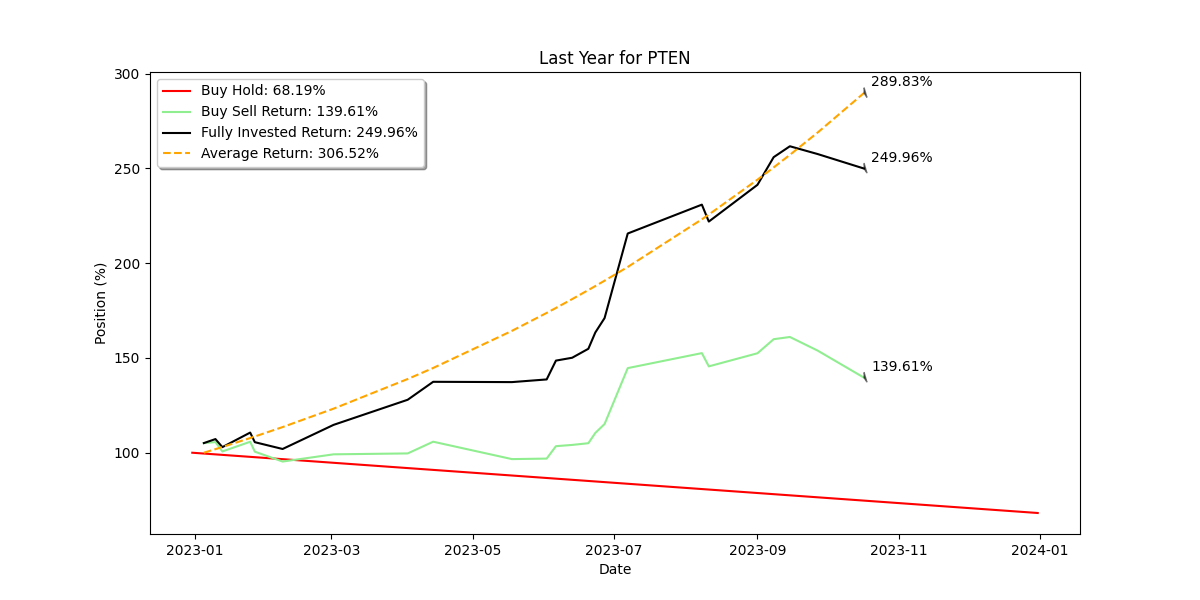 Last Year for PTEN
300
250
200
150
100
Position (%)
Buy Hold: 68.19%
Buy Sell Return: 139.61%
Fully Invested Return: 249.96%
Average Return: 306.52%
289.83%
249.96%
139.61%
2023-01
2023-03
2023-05
2023-07
2023-09
2023-11
2024-01
Date